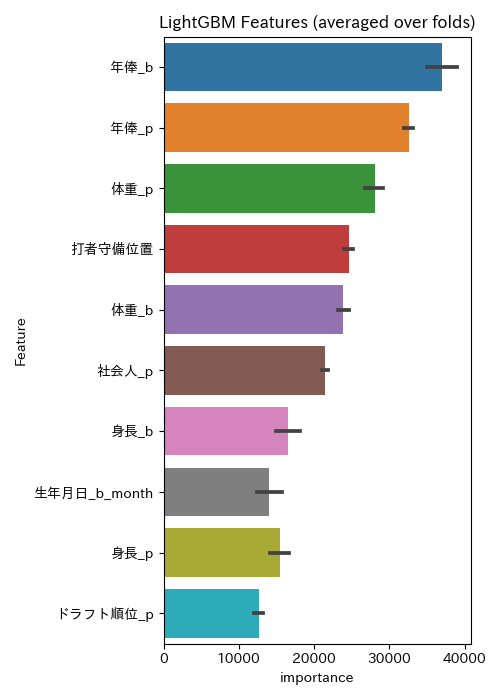 LightGBM Features (averaged over folds)
Feature
年俸_b
年俸_p
体重_p
打者守備位置
体重_b
社会人_p
身長_b
生年月日_b_month
身長_p
ドラフト順位_p
0 10000 20000 30000 40000
importance